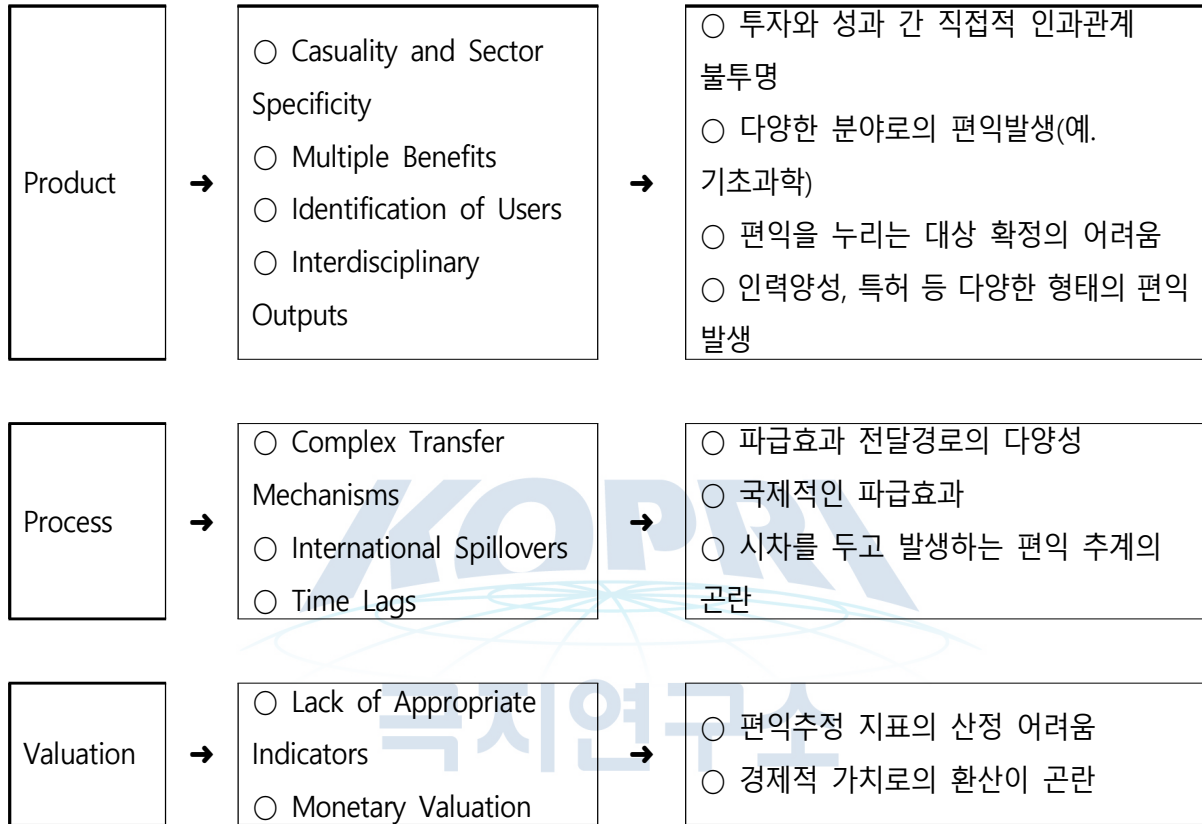 Product
➜
○ Casuality and Sector
Specificity
○ Multiple Benefits
○ Identification of Users
○ Interdisciplinary
Outputs
➜
○ 투자와 성과 간 직접적 인과관계
불투명
○ 다양한 분야로의 편익발생(예.
기초과학)
○ 편익을 누리는 대상 확정의 어려움
○ 인력양성, 특허 등 다양한 형태의 편익
발생
Process
➜
○ Complex Transfer
Mechanisms
○ International Spillovers
○ Time Lags
➜
○ 파급효과 전달경로의 다양성
○ 국제적인 파급효과
○ 시차를 두고 발생하는 편익 추계의
곤란
Valuation
➜
○ Lack of Appropriate
Indicators
○ Monetary Valuation
➜
○ 편익추정 지표의 산정 어려움
○ 경제적 가치로의 환산이 곤란
KOPRI
극지연구소